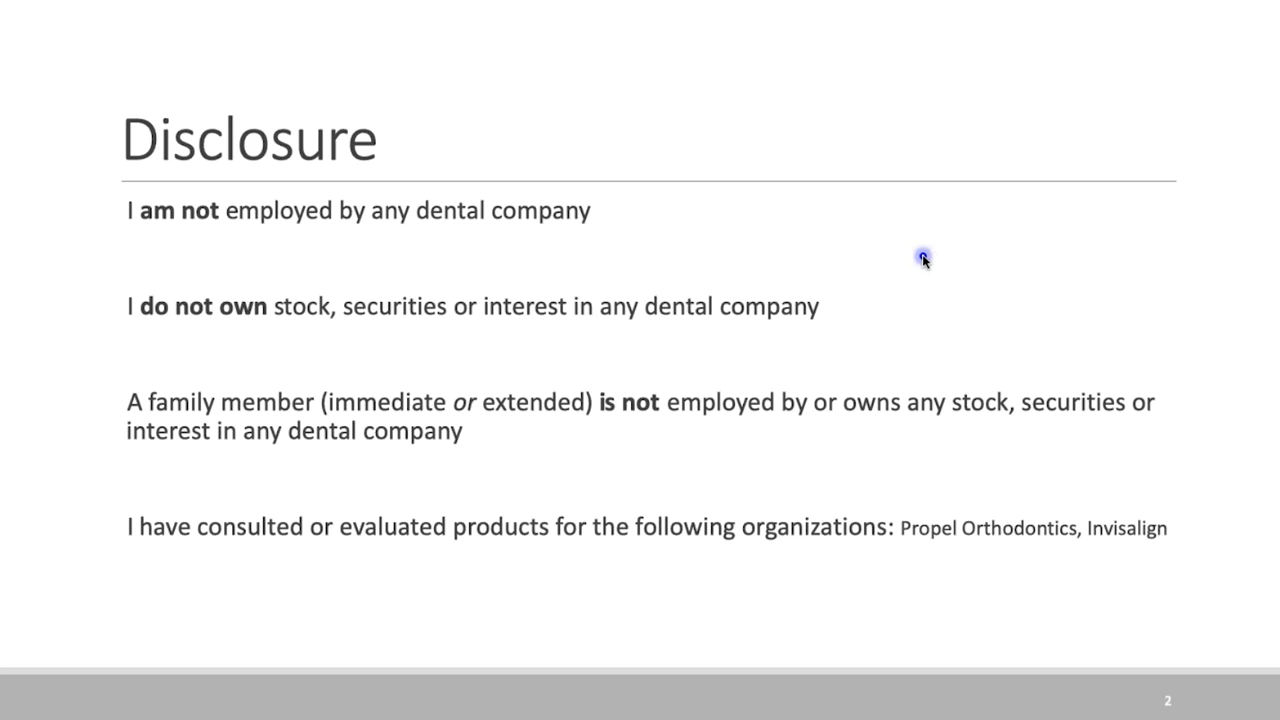 Disclosure
I am not employed by any dental company
I do not own stock, securities or interest in any dental company
A family member (immediate or extended) is not employed by or owns any stock, securities or
interest in any dental company
I have consulted or evaluated products for the following organizations: Propel Orthodontics, Invisalign
2